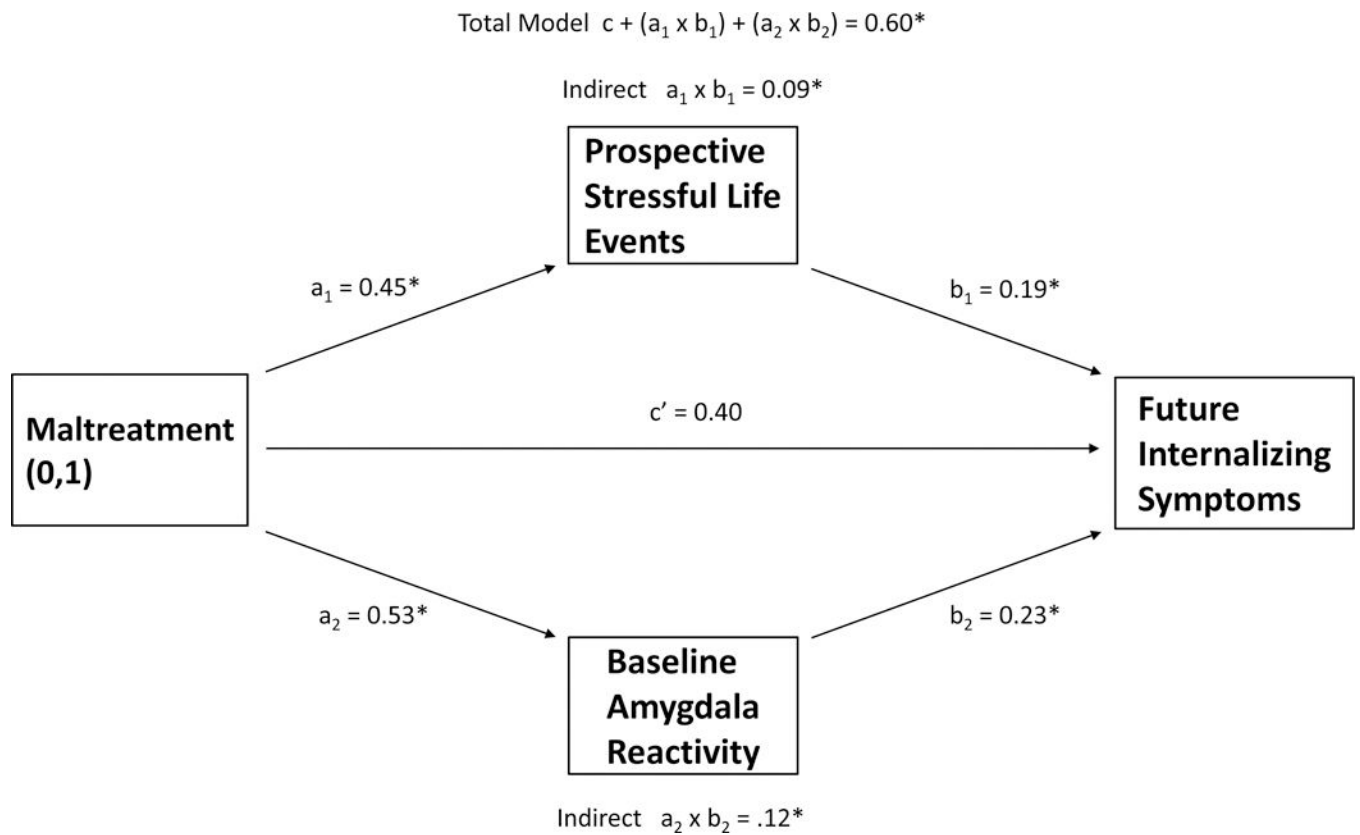 Total Model c + (a₁ x b₁) + (a₂ x b₂) = 0.60*
Indirect a₁ x b₁ = 0.09*
Prospective
Stressful Life
Events
a₁ = 0.45*
b₁ = 0.19*
Maltreatment
(0,1)
c’ = 0.40
Future
Internalizing
Symptoms
a₂ = 0.53*
b₂ = 0.23*
Baseline
Amygdala
Reactivity
Indirect a₂ x b₂ = .12*